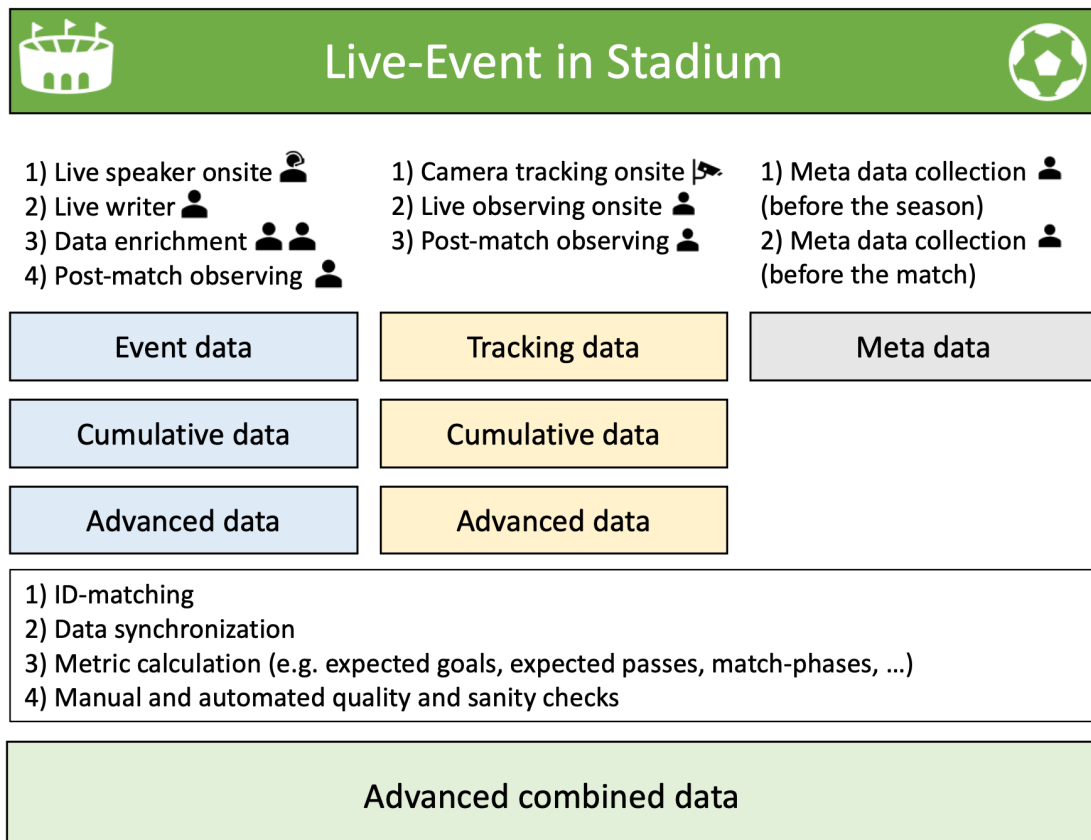 Live-Event in Stadium
1) Live speaker onsite
2) Live writer
3) Data enrichment
4) Post-match observing
1) Camera tracking onsite
2) Live observing onsite
3) Post-match observing
1) Meta data collection
(before the season)
2) Meta data collection
(before the match)
Event data
Tracking data
Meta data
Cumulative data
Cumulative data
Advanced data
Advanced data
1) ID-matching
2) Data synchronization
3) Metric calculation (e.g. expected goals, expected passes, match-phases, ...)
4) Manual and automated quality and sanity checks
Advanced combined data